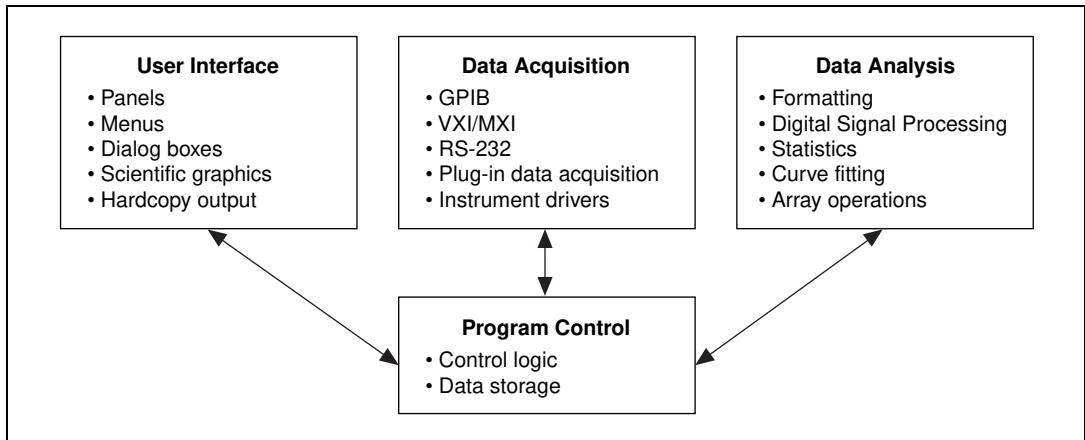 User Interface
• Panels
• Menus
• Dialog boxes
• Scientific graphics
• Hardcopy output
Data Acquisition
• GPIB
• VXI/MXI
• RS-232
• Plug-in data acquisition
• Instrument drivers
Data Analysis
• Formatting
• Digital Signal Processing
• Statistics
• Curve fitting
• Array operations
Program Control
• Control logic
• Data storage